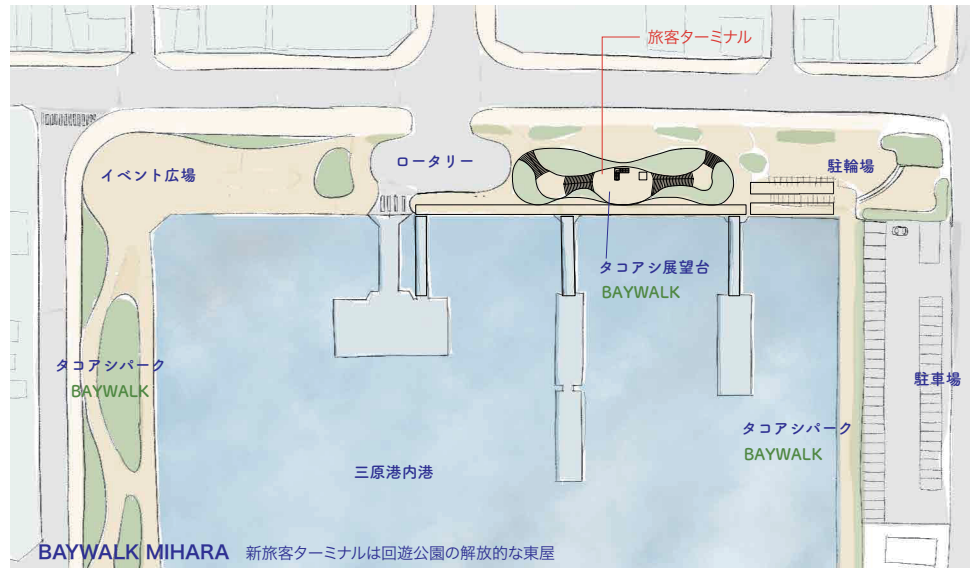 旅客ターミナル
ロータリー
イベント広場
駐輪場
タコアシ展望台
BAYWALK
タコアシパーク
BAYWALK
駐車場
タコアシパーク
BAYWALK
三原港内港
BAYWALK MIHARA 新旅客ターミナルは回遊公園の解放的な東屋